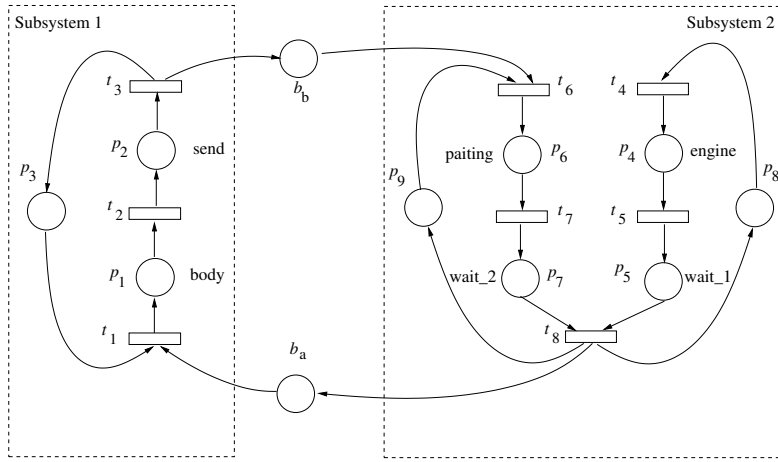 Subsystem 1
Subsystem 2
t3
bb
t6
t4
p2
send
paiting
p6
p4
engine
p3
p9
p8
t2
t7
t5
p1
body
wait_2
p7
p5
wait_1
t1
t8
ba